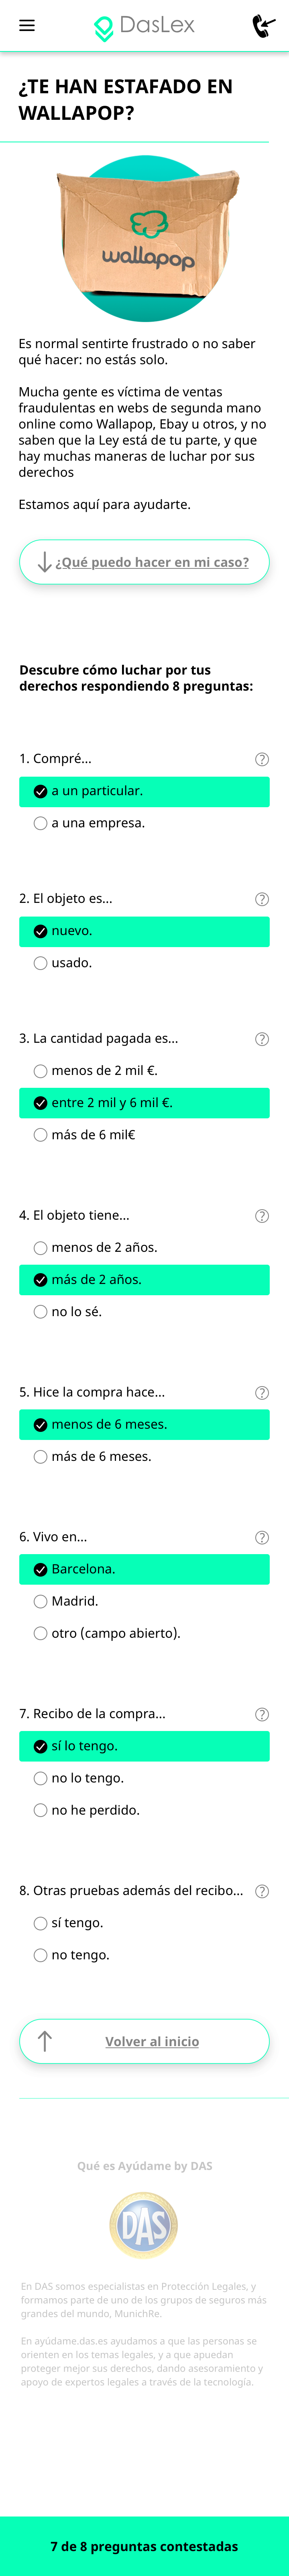 DasLex
¿TE HAN ESTAFADO EN
WALLAPOP?
wallapop
Es normal sentirte frustrado o no saber
qué hacer: no estás solo.
Mucha gente es víctima de ventas
fraudulentas en webs de segunda mano
online como Wallapop, Ebay u otros, y no
saben que la Ley está de tu parte, y que
hay muchas maneras de luchar por sus
derechos
Estamos aquí para ayudarte.
¿Qué puedo hacer en mi caso?
Descubre cómo luchar por tus
derechos respondiendo 8 preguntas:
1. Compré... ?
a un particular.
a una empresa.
2. El objeto es... ?
nuevo.
usado.
3. La cantidad pagada es... ?
menos de 2 mil €.
entre 2 mil y 6 mil €.
más de 6 mil€
4. El objeto tiene... ?
menos de 2 años.
más de 2 años.
no lo sé.
5. Hice la compra hace... ?
menos de 6 meses.
más de 6 meses.
6. Vivo en... ?
Barcelona.
Madrid.
otro (campo abierto).
7. Recibo de la compra... ?
sí lo tengo.
no lo tengo.
no he perdido.
8. Otras pruebas además del recibo... ?
sí tengo.
no tengo.
Volver al inicio
Qué es Ayúdame by DAS
DAS
En DAS somos especialistas en Protección Legales, y
formamos parte de uno de los grupos de seguros más
grandes del mundo, MunichRe.
En ayúdame.das.es ayudamos a que las personas se
orienten en los temas legales, y a que apuedan
proteger mejor sus derechos, dando asesoramiento y
apoyo de expertos legales a través de la tecnología.
7 de 8 preguntas contestadas